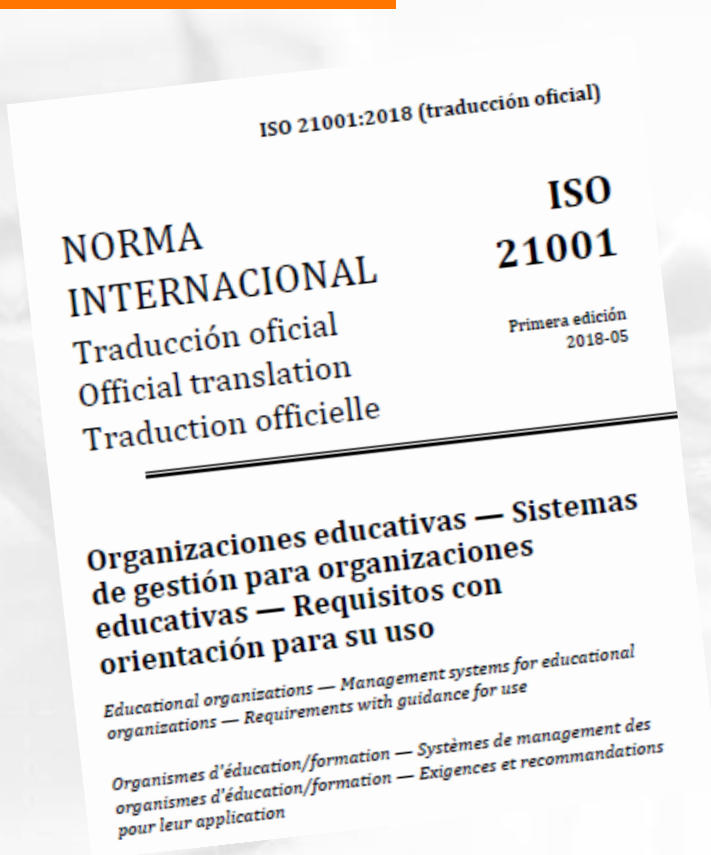 ISO 21001:2018 (traducción oficial)
NORMA
INTERNACIONAL
Traducción oficial
Official translation
Traduction officielle
ISO
21001
Primera edición
2018-05
Organizaciones educativas — Sistemas
de gestión para organizaciones
educativas — Requisitos con
orientación para su uso
Educational organizations — Management systems for educational
organizations — Requirements with guidance for use
Organismes d'éducation/formation — Systèmes de management des
organismes d'éducation/formation — Exigences et recommandations
pour leur application